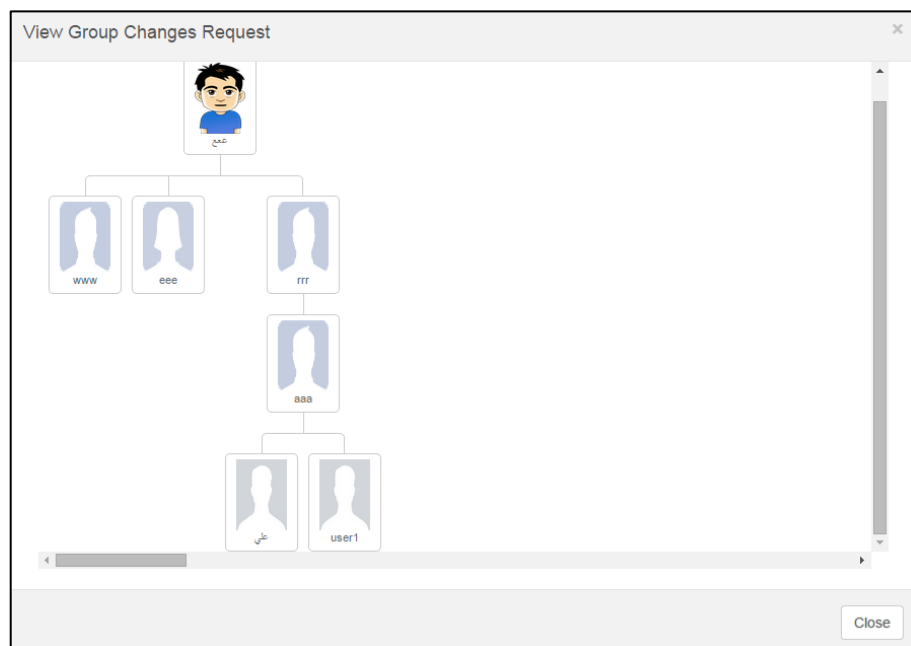 View Group Changes Request
×
ععع
www
eee
rrr
aaa
علي
user1
Close